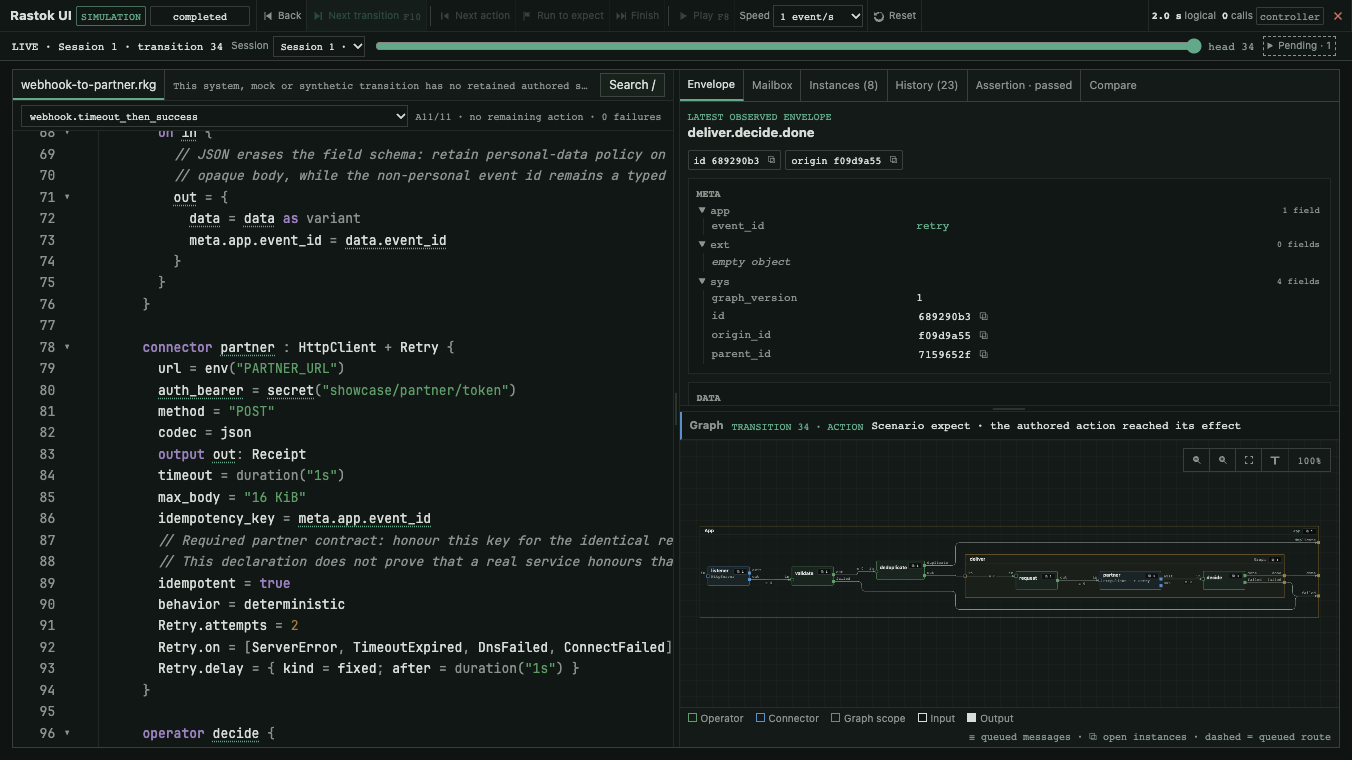 Rastok UI SIMULATION completed Back Next transition F10 Next action Run to expect Finish Play F8 Speed 1 event/s Reset 2.0 s logical 0 calls controller ×
LIVE · Session 1 · transition 34 Session Session 1 · head 34 Pending · 1
webhook-to-partner.rkg This system, mock or synthetic transition has no retained authored s… Search /
webhook.timeout_then_success A11/11 · no remaining action · 0 failures
68 on in {
69 // JSON erases the field schema: retain personal-data policy on
70 // opaque body, while the non-personal event id remains a typed
71 out = {
72 data = data as variant
73 meta.app.event_id = data.event_id
74 }
75 }
76 }
77
78 connector partner : HttpClient + Retry {
79 url = env("PARTNER_URL")
80 auth_bearer = secret("showcase/partner/token")
81 method = "POST"
82 codec = json
83 output out: Receipt
84 timeout = duration("1s")
85 max_body = "16 KiB"
86 idempotency_key = meta.app.event_id
87 // Required partner contract: honour this key for the identical re
88 // This declaration does not prove that a real service honours tha
89 idempotent = true
90 behavior = deterministic
91 Retry.attempts = 2
92 Retry.on = [ServerError, TimeoutExpired, DnsFailed, ConnectFailed]
93 Retry.delay = { kind = fixed; after = duration("1s") }
94 }
95
96 operator decide {
Envelope Mailbox Instances (8) History (23) Assertion · passed Compare
LATEST OBSERVED ENVELOPE
deliver.decide.done
id 689290b3 origin f09d9a55
META
app 1 field
event_id retry
ext 0 fields
empty object
sys 4 fields
graph_version 1
id 689290b3
origin_id f09d9a55
parent_id 7159652f
DATA
Graph TRANSITION 34 · ACTION Scenario expect · the authored action reached its effect
100%
App
listener
validate
deduplicate
deliver
request
partner
decide
Operator Connector Graph scope Input Output
≡ queued messages · open instances · dashed = queued route